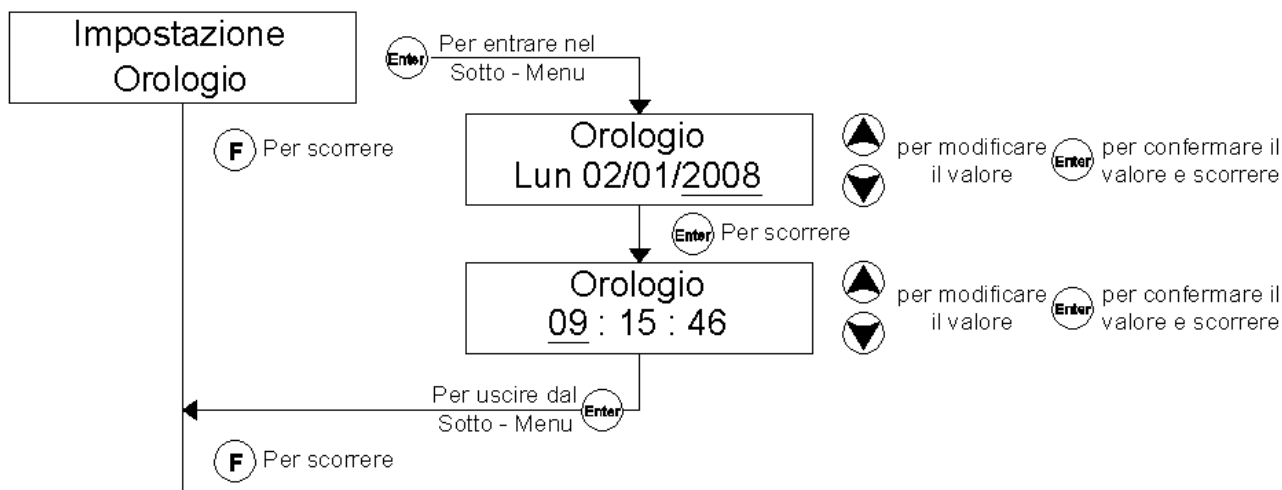 Impostazione
Orologio
Enter
Per entrare nel
Sotto - Menu
F Per scorrere
Orologio
Lun 02/01/2008
per modificare
il valore
Enter
per confermare il
valore e scorrere
Enter Per scorrere
Orologio
09 : 15 : 46
per modificare
il valore
Enter
per confermare il
valore e scorrere
Per uscire dal
Sotto - Menu
Enter
F Per scorrere